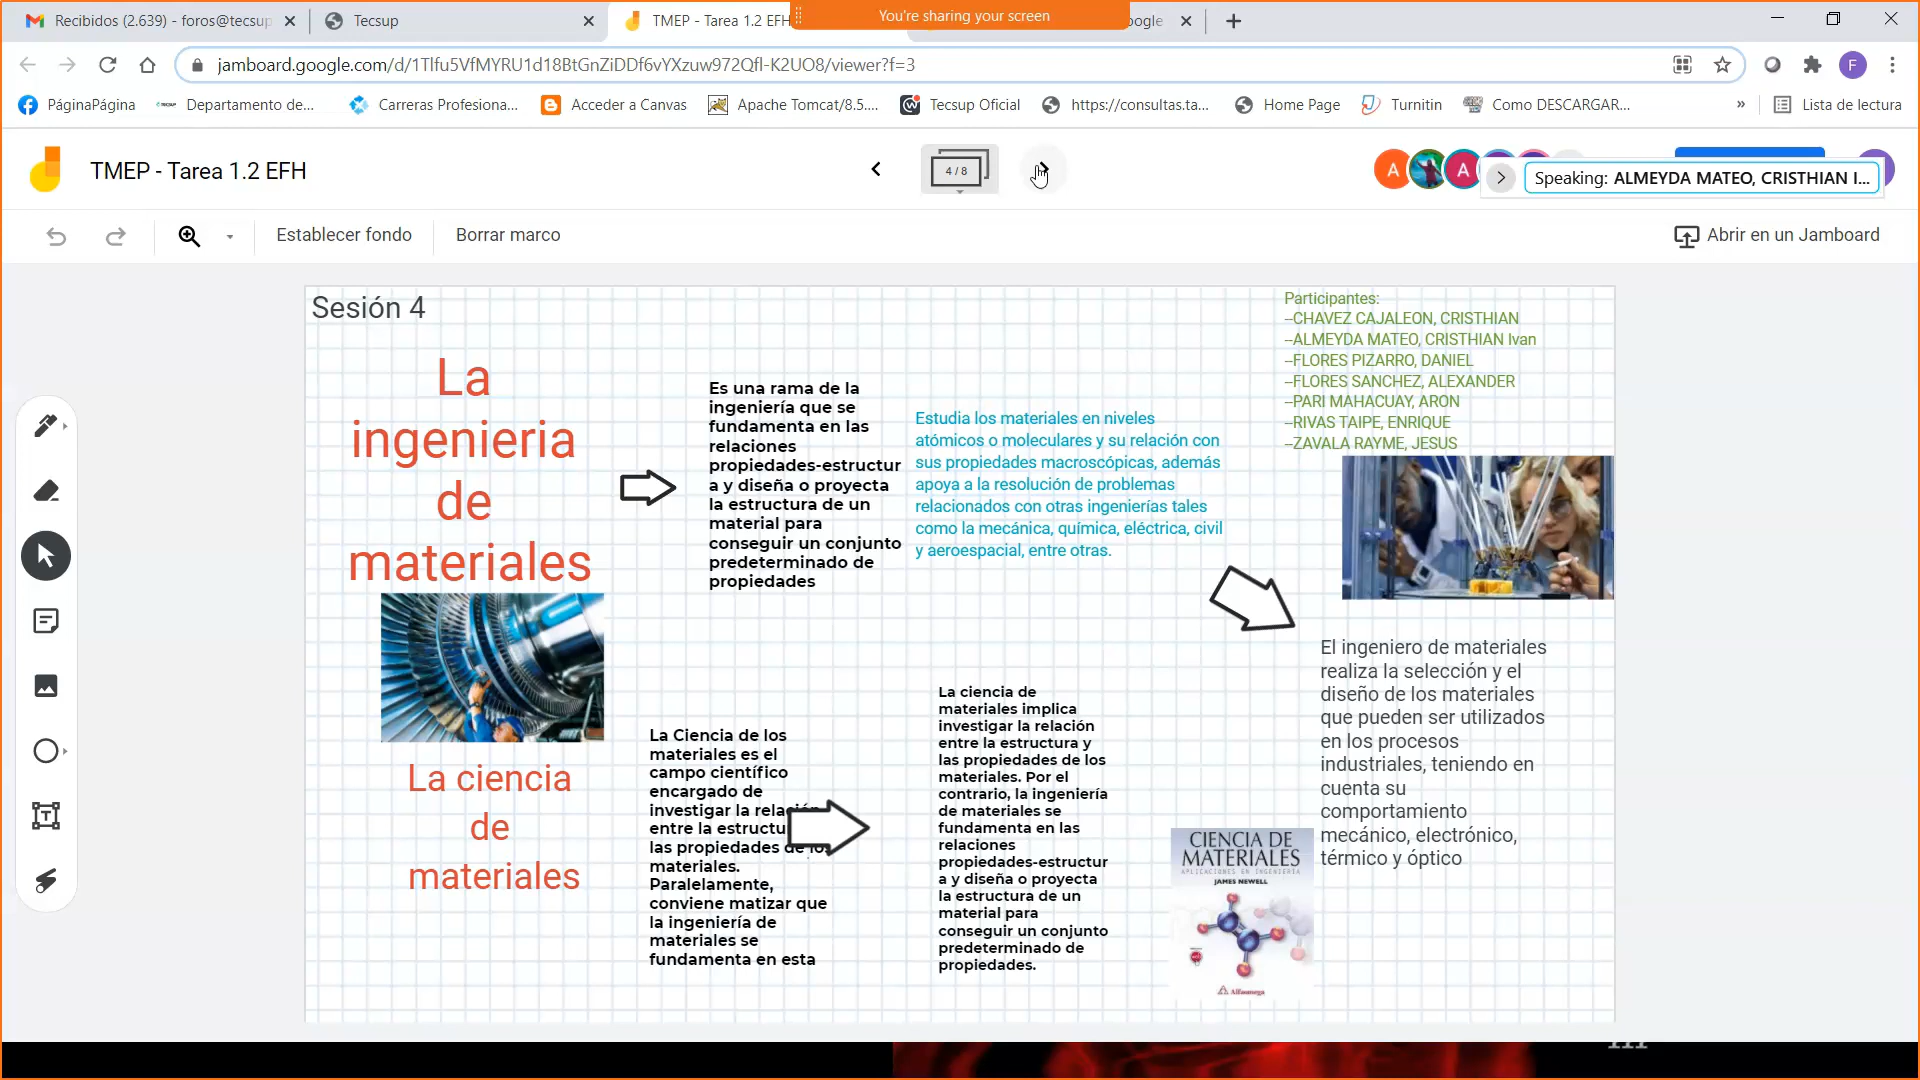 Recibidos (2.639) - foros@tecsup
Tecsup
TMEP - Tarea 1.2 EFH
You're sharing your screen
oogle
jamboard.google.com/d/1Tlfu5VfMYRU1d18BtGnZiDDf6vYXzuw972Qfl-K2UO8/viewer?f=3
F
PáginaPágina
Departamento de...
Carreras Profesiona...
Acceder a Canvas
Apache Tomcat/8.5....
Tecsup Oficial
https://consultas.ta...
Home Page
Turnitin
Como DESCARGAR...
»
Lista de lectura
TMEP - Tarea 1.2 EFH
4 / 8
A
A
Speaking: ALMEYDA MATEO, CRISTHIAN I...
Establecer fondo
Borrar marco
Abrir en un Jamboard
Sesión 4
La
ingenieria
de
materiales
Es una rama de la
ingeniería que se
fundamenta en las
relaciones
propiedades-estructur
a y diseña o proyecta
la estructura de un
material para
conseguir un conjunto
predeterminado de
propiedades
Estudia los materiales en niveles
atómicos o moleculares y su relación con
sus propiedades macroscópicas, además
apoya a la resolución de problemas
relacionados con otras ingenierías tales
como la mecánica, química, eléctrica, civil
y aeroespacial, entre otras.
Participantes:
--CHAVEZ CAJALEON, CRISTHIAN
--ALMEYDA MATEO, CRISTHIAN Ivan
--FLORES PIZARRO, DANIEL
--FLORES SANCHEZ, ALEXANDER
--PARI MAHACUAY, ARON
--RIVAS TAIPE, ENRIQUE
--ZAVALA RAYME, JESUS
El ingeniero de materiales
realiza la selección y el
diseño de los materiales
que pueden ser utilizados
en los procesos
industriales, teniendo en
cuenta su
comportamiento
mecánico, electrónico,
térmico y óptico
La ciencia
de
materiales
La Ciencia de los
materiales es el
campo científico
encargado de
investigar la relación
entre la estructu
las propiedades de los
materiales.
Paralelamente,
conviene matizar que
la ingeniería de
materiales se
fundamenta en esta
La ciencia de
materiales implica
investigar la relación
entre la estructura y
las propiedades de los
materiales. Por el
contrario, la ingeniería
de materiales se
fundamenta en las
relaciones
propiedades-estructur
a y diseña o proyecta
la estructura de un
material para
conseguir un conjunto
predeterminado de
propiedades.
CIENCIA DE
MATERIALES
APLICACIONES EN INGENIERÍA
JAMES NEWELL
Alfaomega